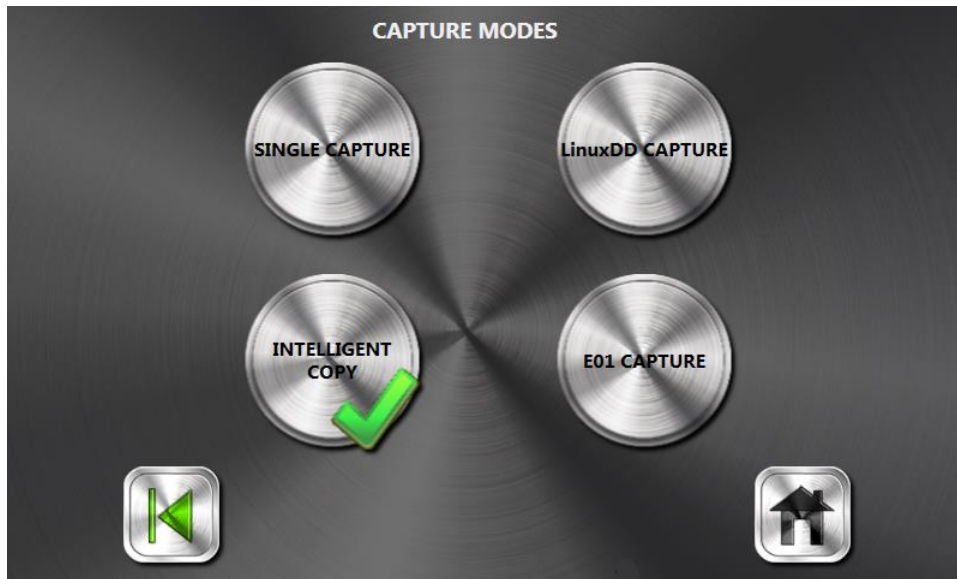 CAPTURE MODES
SINGLE CAPTURE
LinuxDD CAPTURE
INTELLIGENT
COPY
E01 CAPTURE